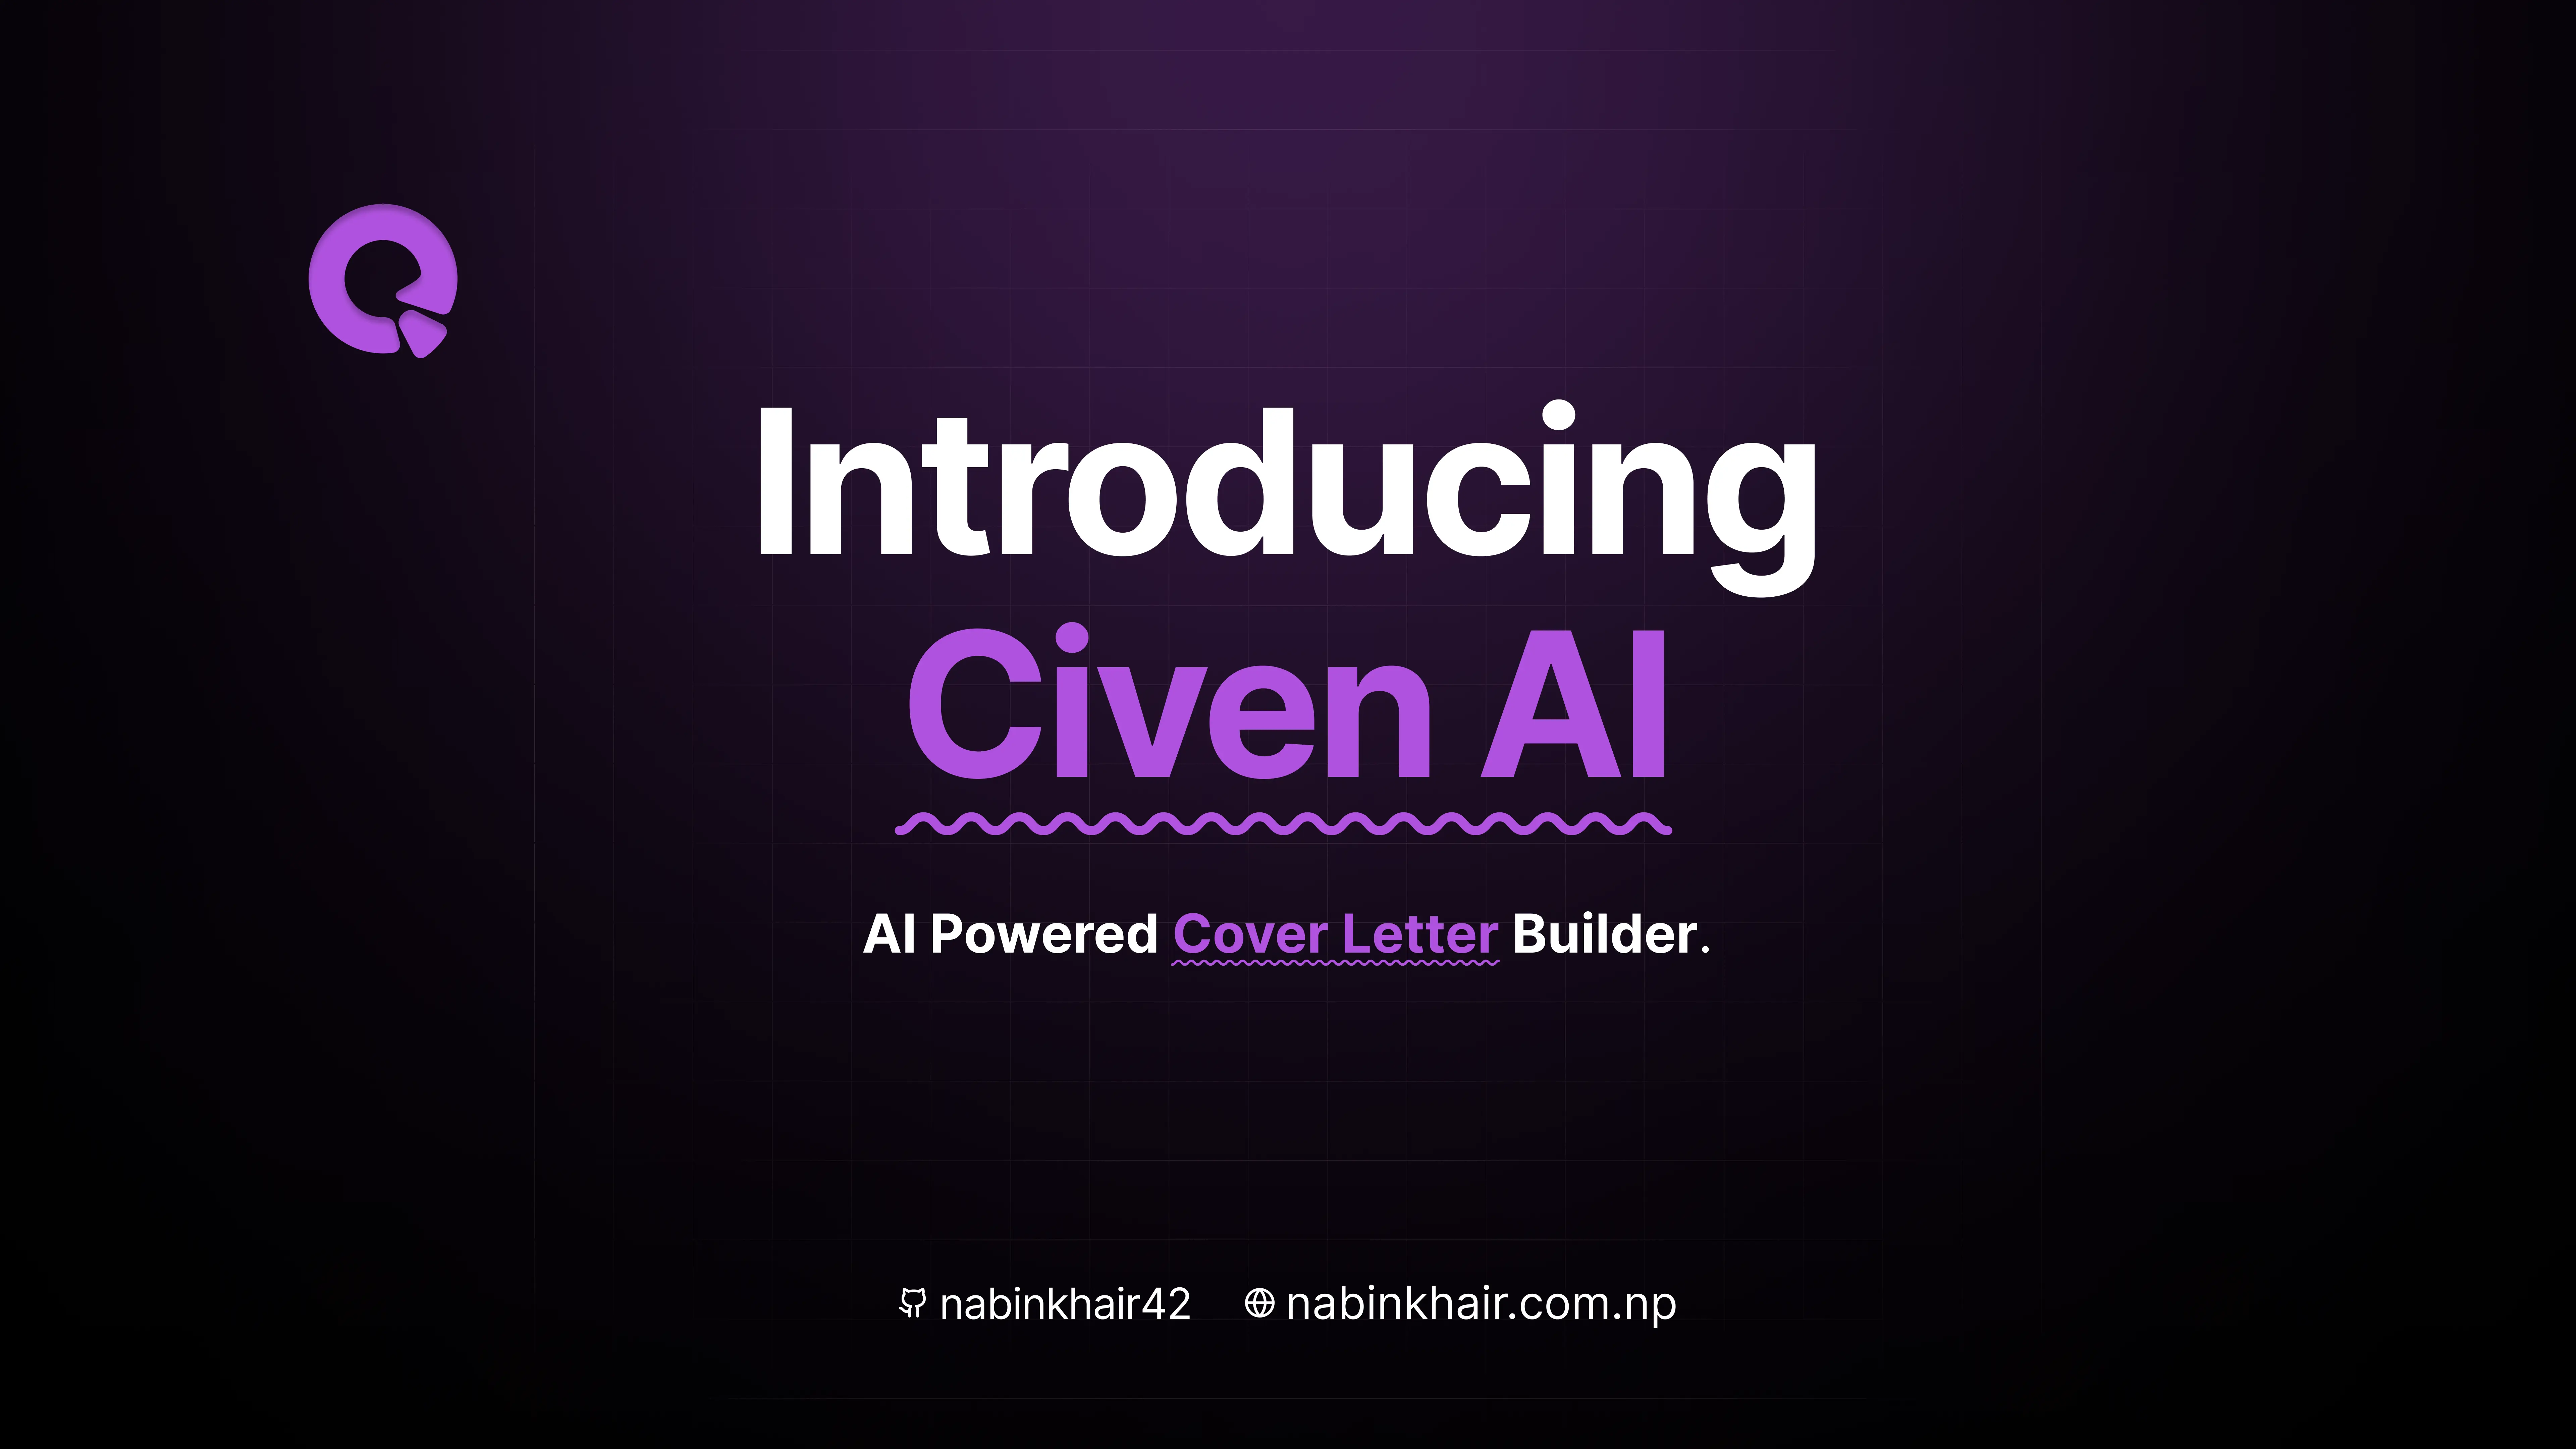 Introducing
Civen AI
AI Powered Cover Letter Builder.
nabinkhair42 nabinkhair.com.np